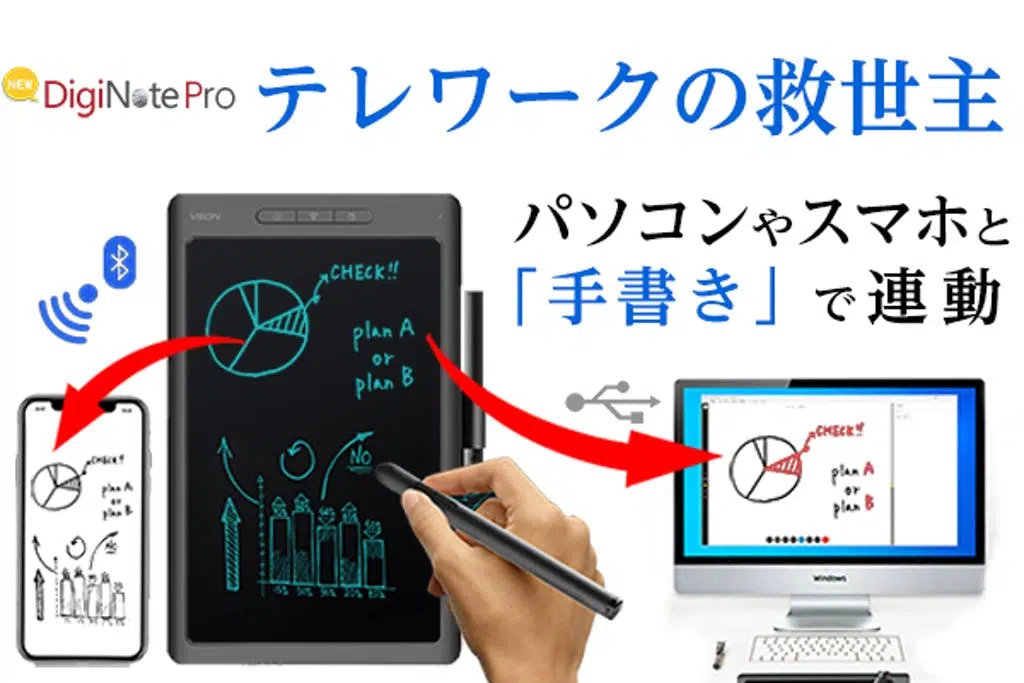 NEW
DigiNotePro
テレワークの救世主
パソコンやスマホと
「手書き」で連動
VISION
CHECK!!
plan A
or
plan B
NO
CHECK!!
plan A
or
plan B
NO
CHECK!!
plan A
or
plan B
Windows